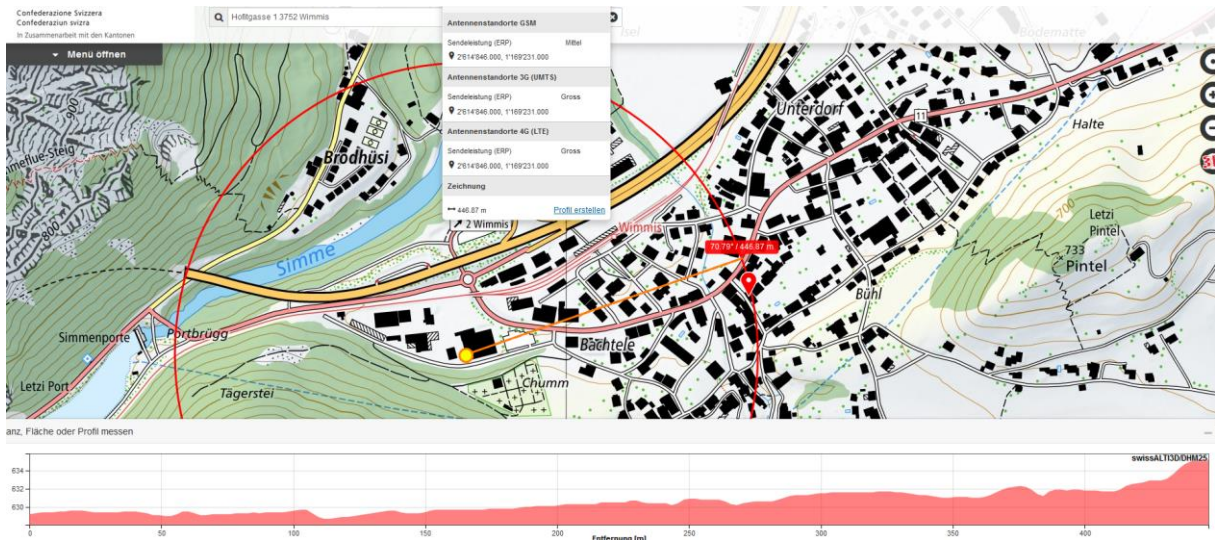 Confederazione Svizzera
Confederaziun svizra
In Zusammenarbeit mit den Kantonen
Hofitgasse 1 3752 Wimmis
Menü öffnen
Antennenstandorte GSM
Sendeleistung (ERP) Mittel
2'614'846.000, 1'169'231.000
Antennenstandorte 3G (UMTS)
Sendeleistung (ERP) Gross
2'614'846.000, 1'169'231.000
Antennenstandorte 4G (LTE)
Sendeleistung (ERP) Gross
2'614'846.000, 1'169'231.000
Zeichnung
446.87 m Profil erstellen
Isel
Bodematte
900
Unterdorf
11
Halte
Brodhüsi
800
Simme
2 Wimmis
Wimmis
70.79° / 446.87 m
700
Letzi
Pintel
733
Pintel
Bühl
Simmenporte
Portbrügg
Bächtele
Letzi Port
Tägerstei
Chumm
anz, Fläche oder Profil messen
swissALTI3D/DHM25
634
632
630
0 50 100 150 200 250 300 350 400
Entfernung [m]